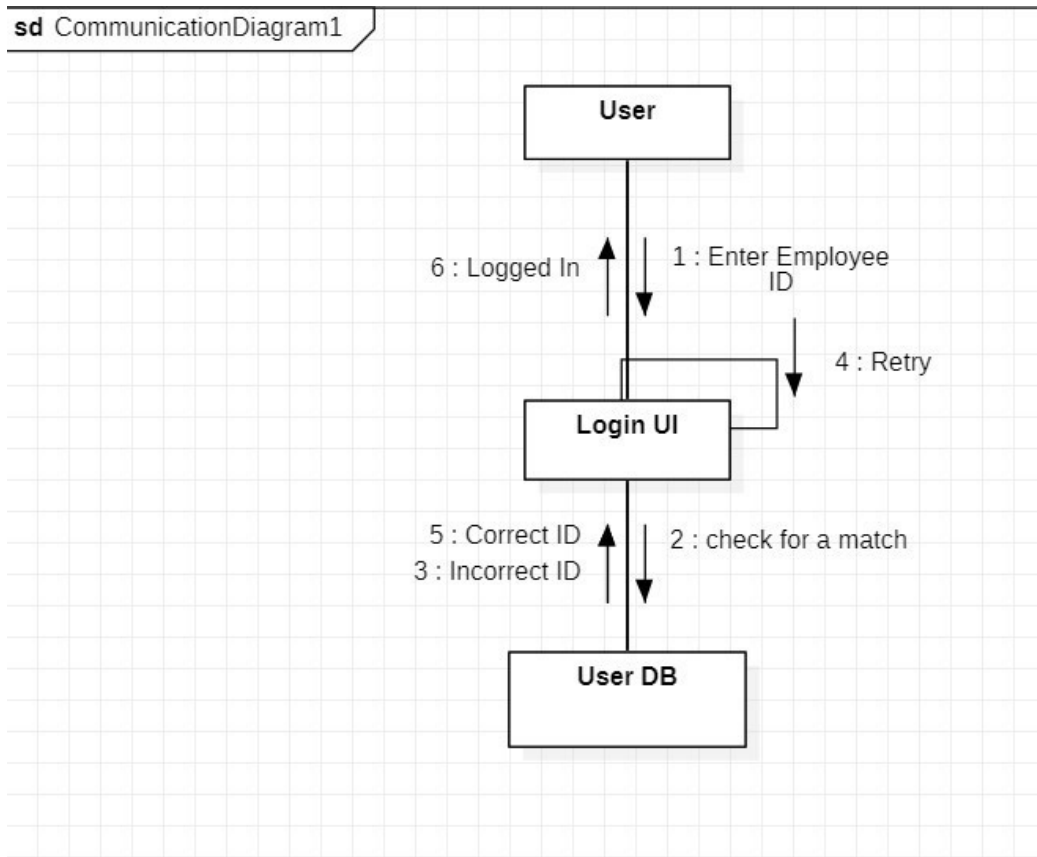 sd CommunicationDiagram1
User
6 : Logged In
1 : Enter Employee
ID
4 : Retry
Login UI
5 : Correct ID
3 : Incorrect ID
2 : check for a match
User DB